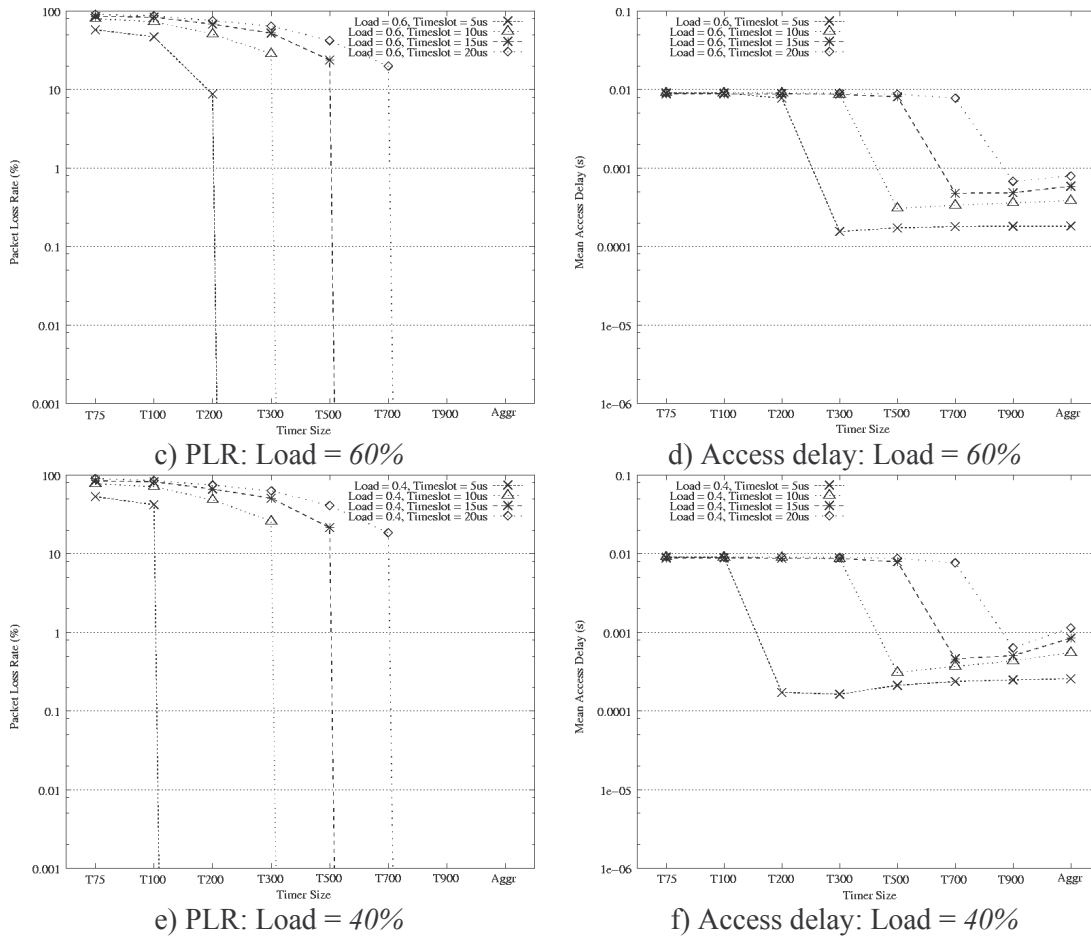 100
10
1
0.1
0.01
0.001
Packet Loss Rate (%)
Load = 0.6, Timeslot = 5us
Load = 0.6, Timeslot = 10us
Load = 0.6, Timeslot = 15us
Load = 0.6, Timeslot = 20us
T75 T100 T200 T300 T500 T700 T900 Aggr
Timer Size
c) PLR: Load = 60%
0.1
0.01
0.001
0.0001
1e−05
1e−06
Mean Access Delay (s)
Load = 0.6, Timeslot = 5us
Load = 0.6, Timeslot = 10us
Load = 0.6, Timeslot = 15us
Load = 0.6, Timeslot = 20us
T75 T100 T200 T300 T500 T700 T900 Aggr
Timer Size
d) Access delay: Load = 60%
100
10
1
0.1
0.01
0.001
Packet Loss Rate (%)
Load = 0.4, Timeslot = 5us
Load = 0.4, Timeslot = 10us
Load = 0.4, Timeslot = 15us
Load = 0.4, Timeslot = 20us
T75 T100 T200 T300 T500 T700 T900 Aggr
Timer Size
e) PLR: Load = 40%
0.1
0.01
0.001
0.0001
1e−05
1e−06
Mean Access Delay (s)
Load = 0.4, Timeslot = 5us
Load = 0.4, Timeslot = 10us
Load = 0.4, Timeslot = 15us
Load = 0.4, Timeslot = 20us
T75 T100 T200 T300 T500 T700 T900 Aggr
Timer Size
f) Access delay: Load = 40%